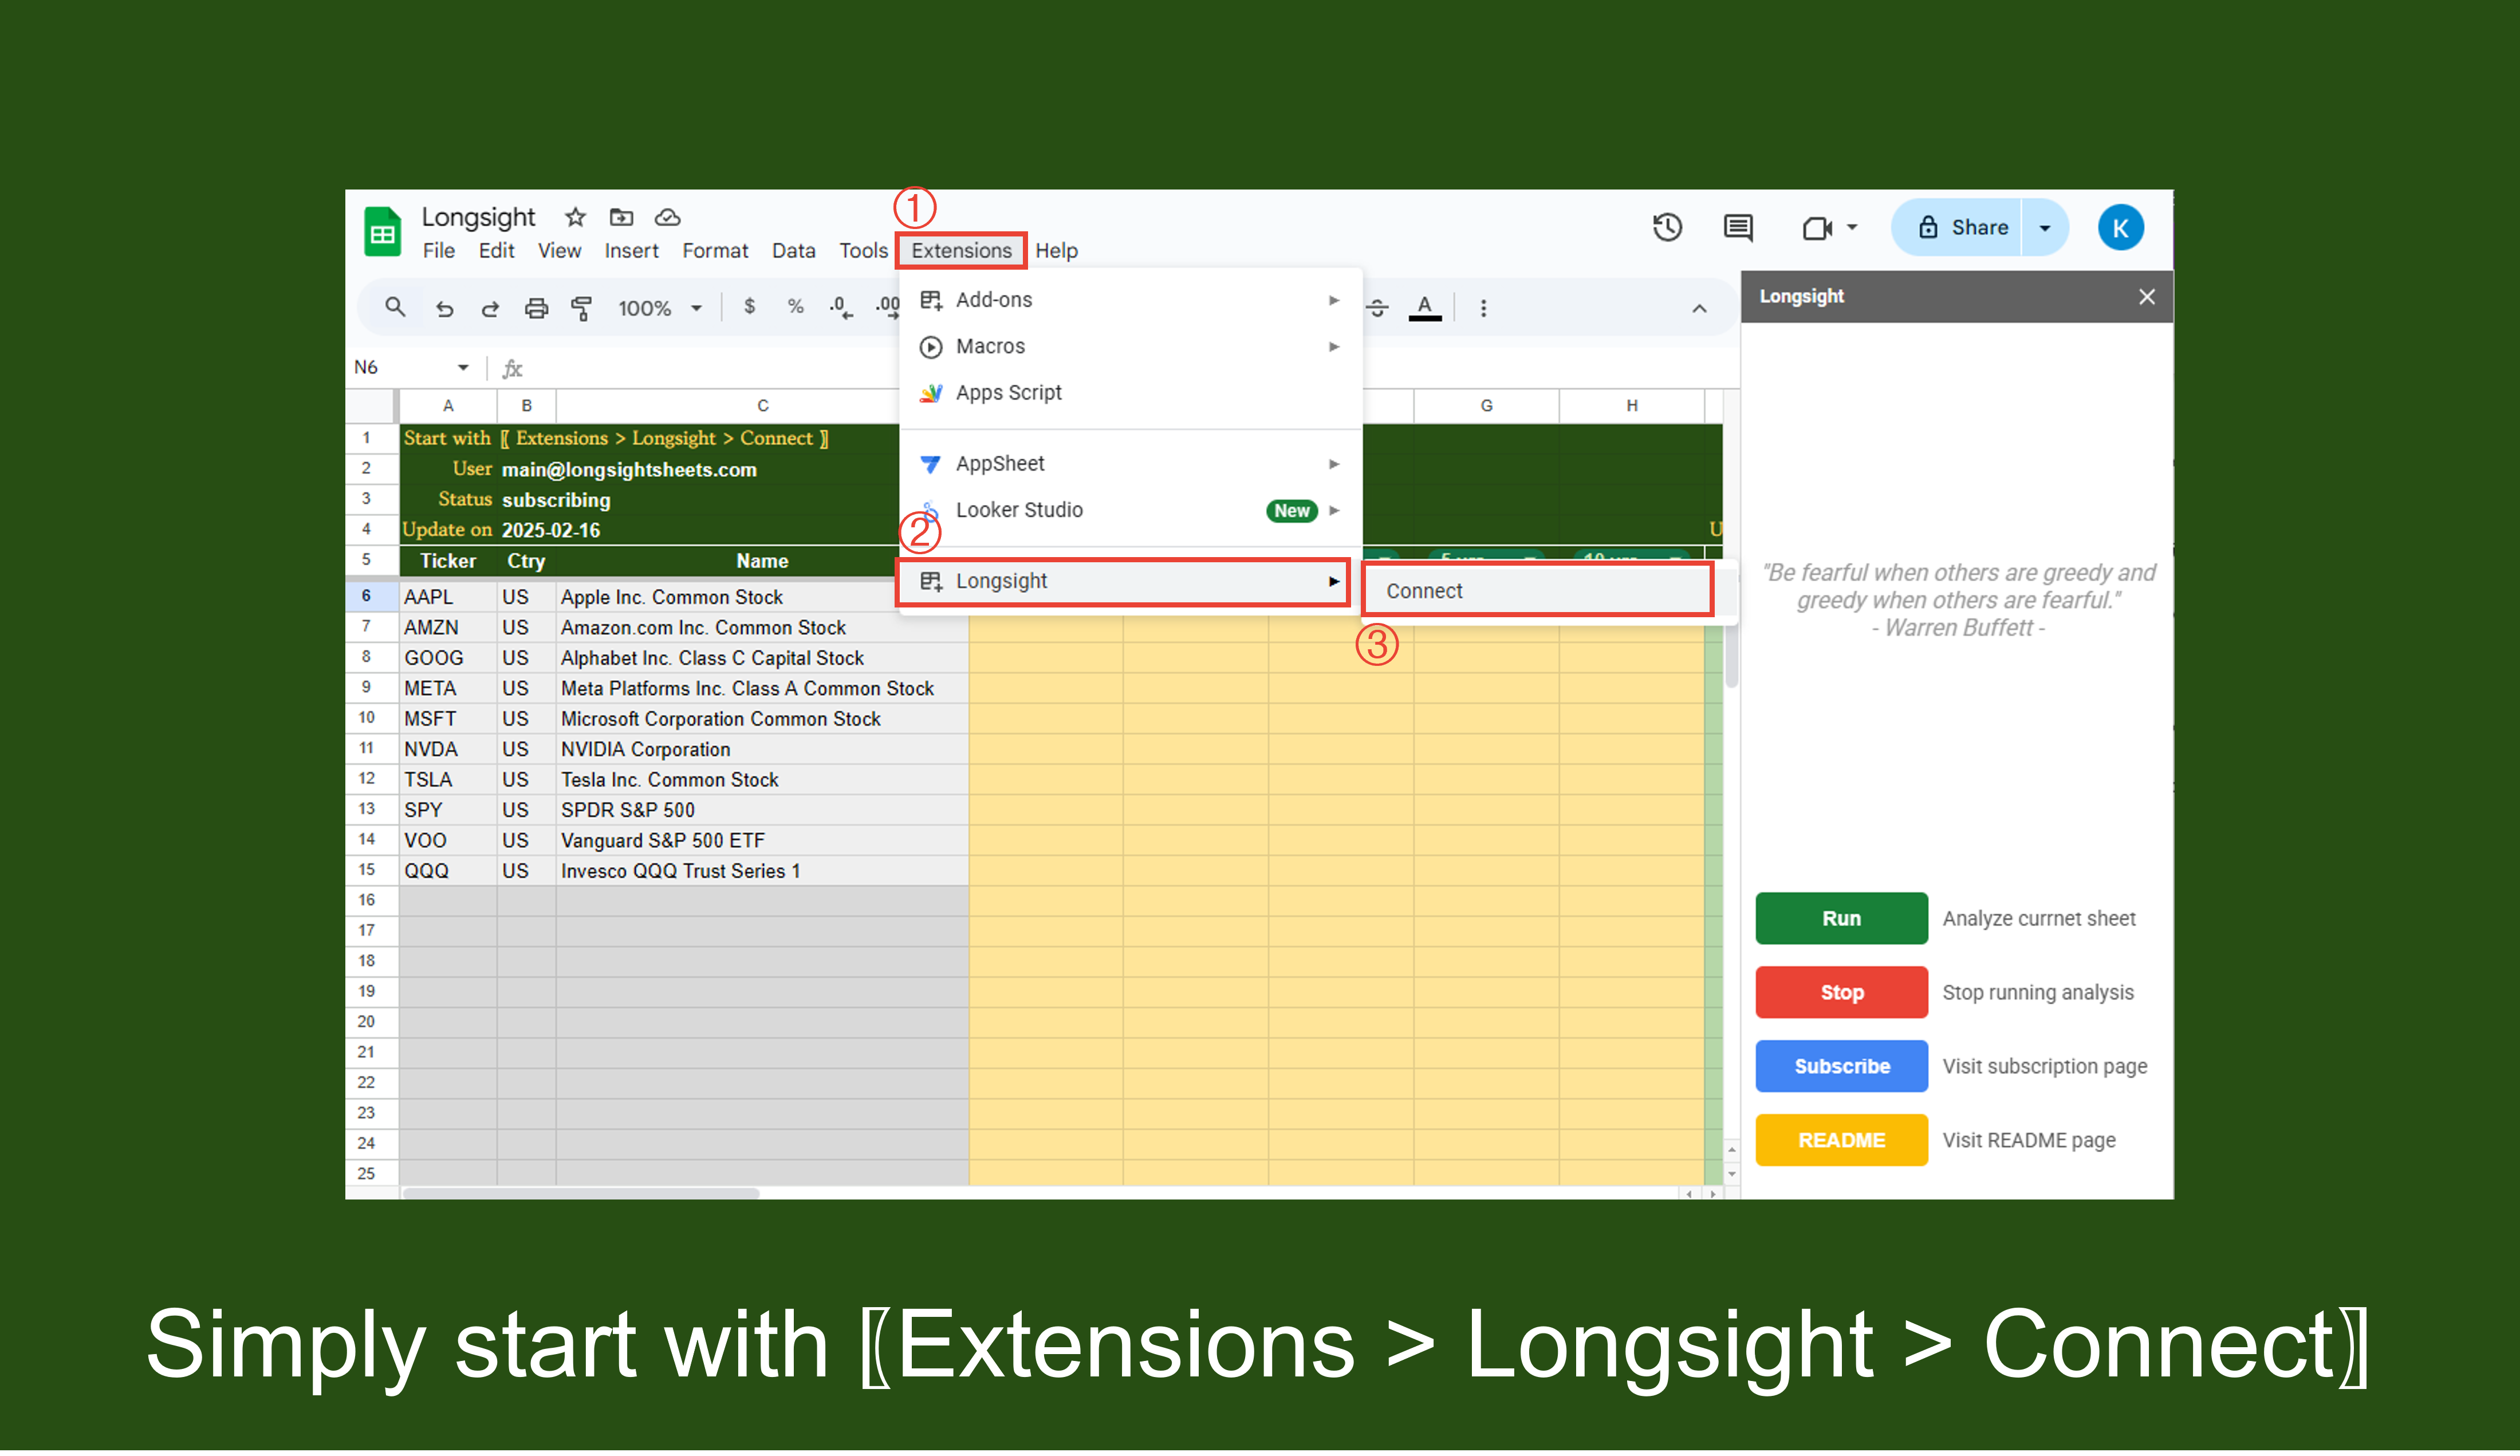 Longsight
①
File Edit View Insert Format Data Tools Extensions Help
Share
K
100% $ % .0 .00 A
N6 fx
Add-ons
Macros
Apps Script
AppSheet
Looker Studio New
②
Longsight
Connect
③
A B C G H
1 Start with 〖 Extensions > Longsight > Connect 〗
2 User main@longsightsheets.com
3 Status subscribing
4 Update on 2025-02-16 U
5 Ticker Ctry Name
6 AAPL US Apple Inc. Common Stock
7 AMZN US Amazon.com Inc. Common Stock
8 GOOG US Alphabet Inc. Class C Capital Stock
9 META US Meta Platforms Inc. Class A Common Stock
10 MSFT US Microsoft Corporation Common Stock
11 NVDA US NVIDIA Corporation
12 TSLA US Tesla Inc. Common Stock
13 SPY US SPDR S&P 500
14 VOO US Vanguard S&P 500 ETF
15 QQQ US Invesco QQQ Trust Series 1
16
17
18
19
20
21
22
23
24
25
Longsight
"Be fearful when others are greedy and
greedy when others are fearful."
- Warren Buffett -
Run Analyze currnet sheet
Stop Stop running analysis
Subscribe Visit subscription page
README Visit README page
Simply start with 〖Extensions > Longsight > Connect〗